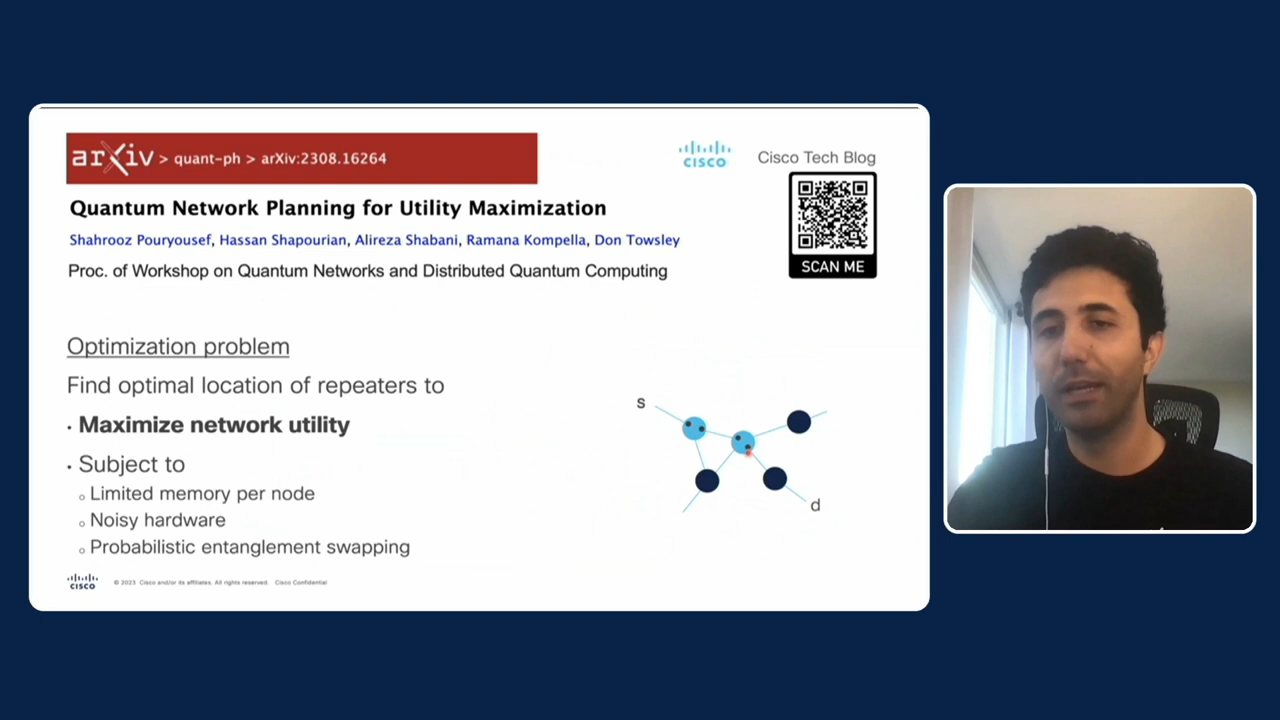 arXiv > quant-ph > arXiv:2308.16264
CISCO
Cisco Tech Blog
Quantum Network Planning for Utility Maximization
Shahrooz Pouryousef, Hassan Shapourian, Alireza Shabani, Ramana Kompella, Don Towsley
Proc. of Workshop on Quantum Networks and Distributed Quantum Computing
SCAN ME
Optimization problem
Find optimal location of repeaters to
• Maximize network utility
• Subject to
○ Limited memory per node
○ Noisy hardware
○ Probabilistic entanglement swapping
s
d
CISCO
© 2023 Cisco and/or its affiliates. All rights reserved. Cisco Confidential